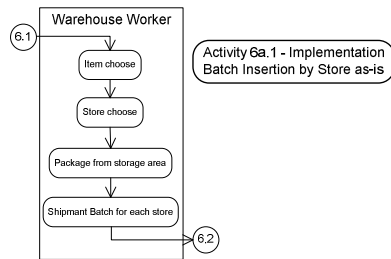 Warehouse Worker
6.1
Item choose
Store choose
Package from storage area
Shipmant Batch for each store
6.2
Activity 6a.1 - Implementation
Batch Insertion by Store as-is